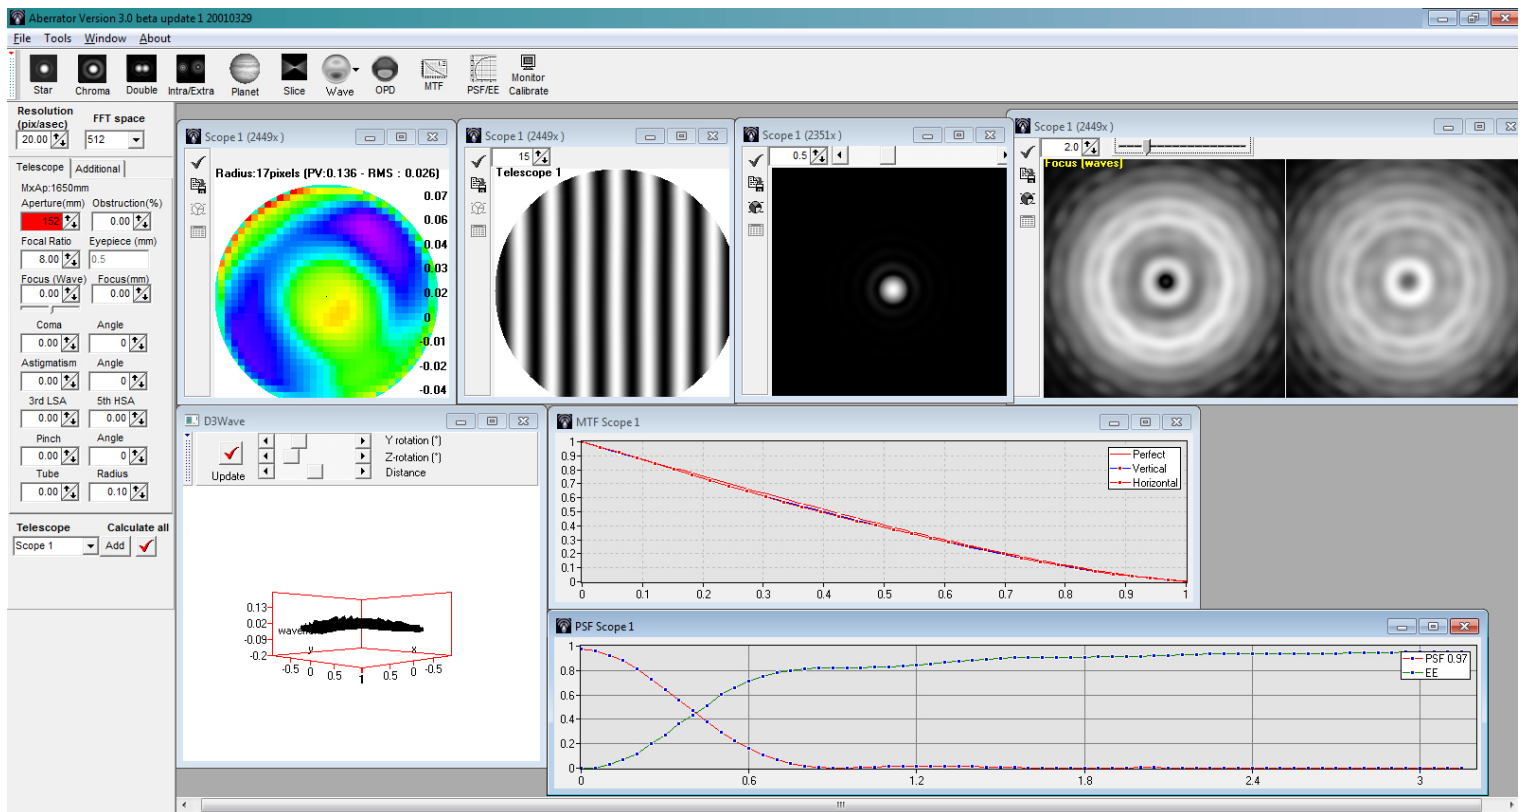 Aberrator Version 3.0 beta update 1 20010329
File Tools Window About
Star Chroma Double Intra/Extra Planet Slice Wave OPD MTF PSF/EE Monitor Calibrate
Resolution (pix/asec) FFT space
20.00 512
Telescope Additional
MxAp:1650mm
Aperture(mm) Obstruction(%)
152 0.00
Focal Ratio Eyepiece (mm)
8.00 0.5
Focus (Wave) Focus(mm)
0.00 0.00
Coma Angle
0.00 0
Astigmatism Angle
0.00 0
3rd LSA 5th HSA
0.00 0.00
Pinch Angle
0.00 0
Tube Radius
0.00 0.10
Telescope Calculate all
Scope 1 Add
Scope 1 (2449x )
Radius:17pixels (PV:0.136 - RMS : 0.026)
0.07
0.06
0.04
0.03
0.02
0
-0.01
-0.02
-0.04
Scope 1 (2449x )
15
Telescope 1
Scope 1 (2351x )
0.5
Scope 1 (2449x )
2.0
Focus (waves)
D3Wave
Update
Y rotation (°)
Z-rotation (°)
Distance
0.13
0.02
-0.09
-0.2
y x
-0.5 0 0.5 1 0.5 0 -0.5
MTF Scope 1
Perfect
Vertical
Horizontal
1
0.9
0.8
0.7
0.6
0.5
0.4
0.3
0.2
0.1
0
0 0.1 0.2 0.3 0.4 0.5 0.6 0.7 0.8 0.9 1
PSF Scope 1
PSF 0.97
EE
1
0.8
0.6
0.4
0.2
0
0 0.6 1.2 1.8 2.4 3